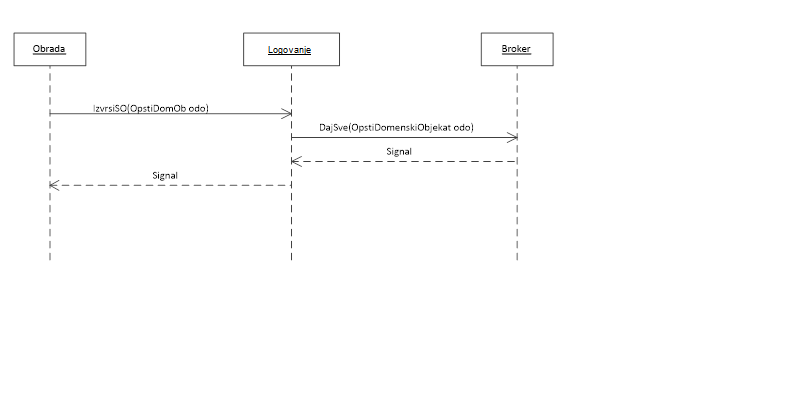 Obrada
Logovanje
Broker
IzvrsiSO(OpstiDomOb odo)
DajSve(OpstiDomenskiObjekat odo)
Signal
Signal